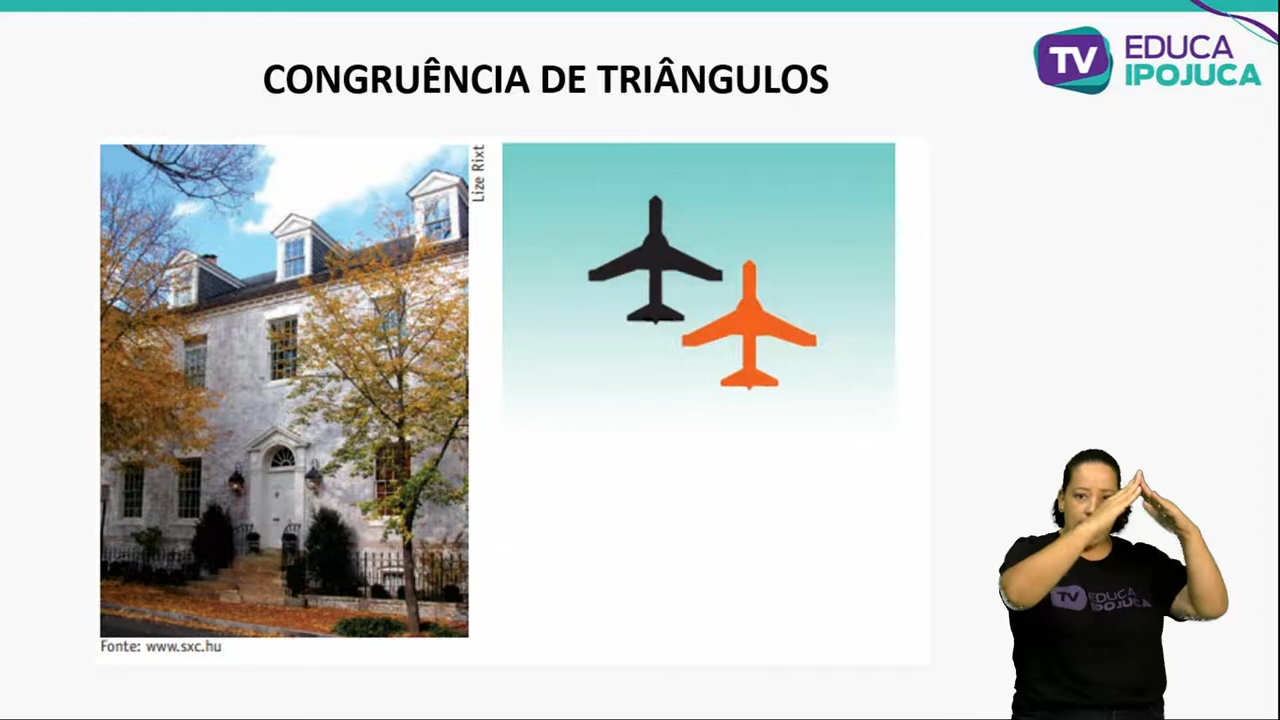 CONGRUÊNCIA DE TRIÂNGULOS
TV EDUCA
IPOJUCA
Lize Rixt
Fonte: www.sxc.hu
TV EDUCA
IPOJUCA